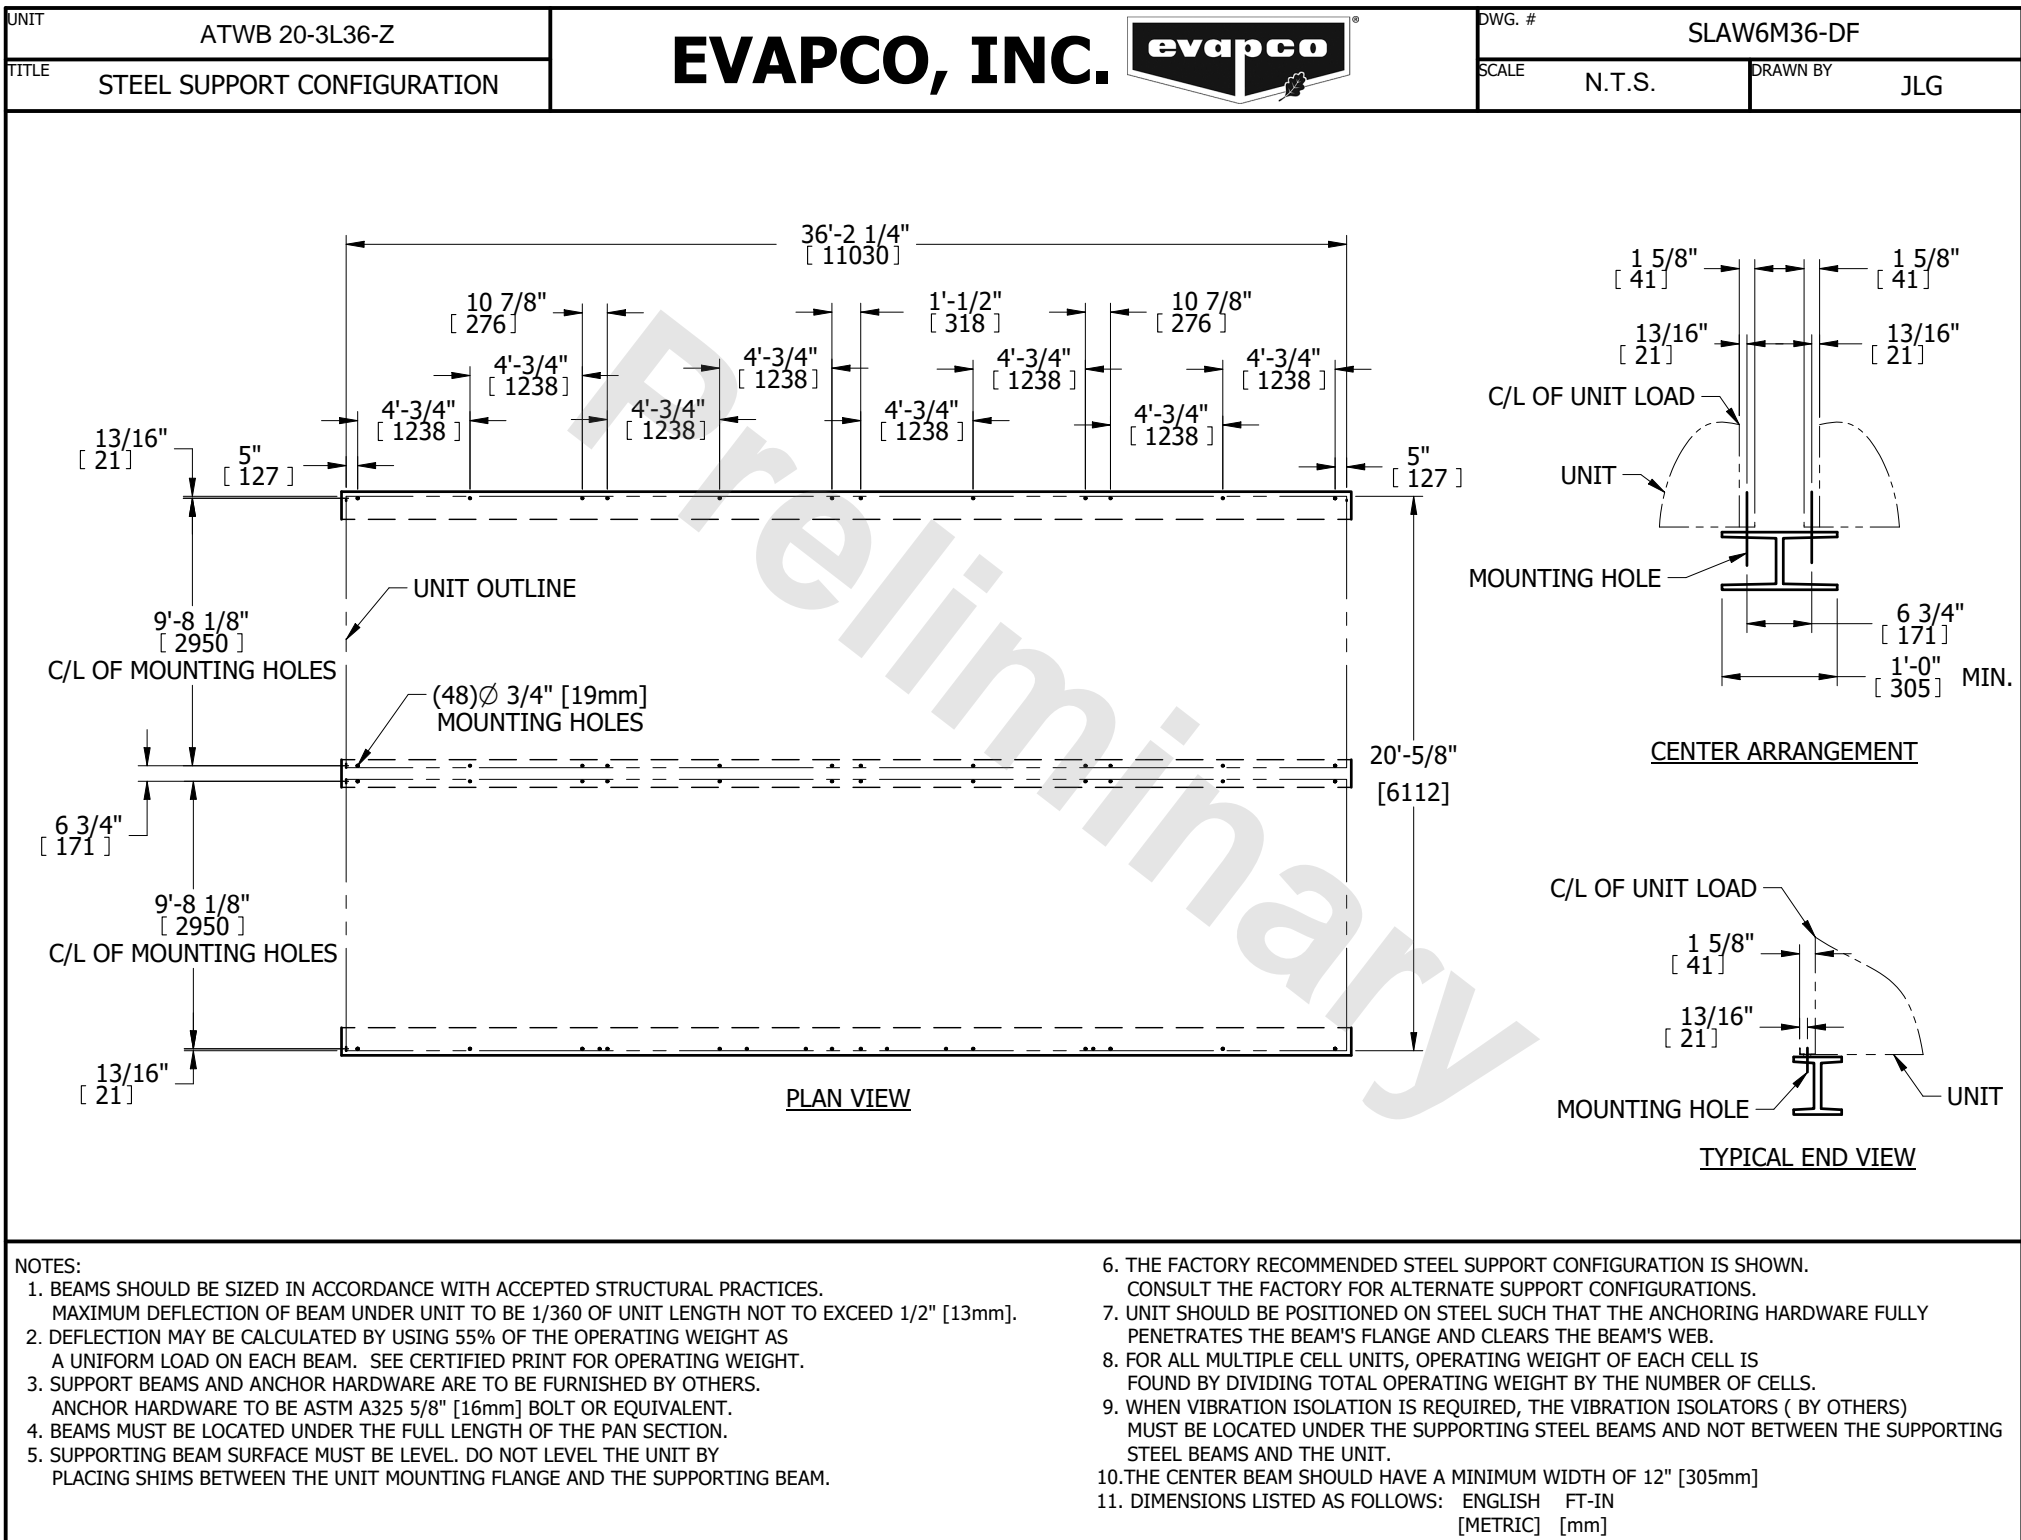 UNIT
ATWB 20-3L36-Z
TITLE
STEEL SUPPORT CONFIGURATION
EVAPCO, INC.
evapco
®
DWG. #
SLAW6M36-DF
SCALE
N.T.S.
DRAWN BY
JLG
36'-2 1/4"
[ 11030 ]
10 7/8"
[ 276 ]
1'-1/2"
[ 318 ]
10 7/8"
[ 276 ]
4'-3/4"
[ 1238 ]
4'-3/4"
[ 1238 ]
4'-3/4"
[ 1238 ]
4'-3/4"
[ 1238 ]
4'-3/4"
[ 1238 ]
4'-3/4"
[ 1238 ]
4'-3/4"
[ 1238 ]
4'-3/4"
[ 1238 ]
13/16"
[ 21 ]
5"
[ 127 ]
5"
[ 127 ]
UNIT OUTLINE
9'-8 1/8"
[ 2950 ]
C/L OF MOUNTING HOLES
(48)Ø 3/4" [19mm]
MOUNTING HOLES
6 3/4"
[ 171 ]
20'-5/8"
[6112]
9'-8 1/8"
[ 2950 ]
C/L OF MOUNTING HOLES
13/16"
[ 21 ]
PLAN VIEW
Preliminary
1 5/8"
[ 41 ]
1 5/8"
[ 41 ]
13/16"
[ 21 ]
13/16"
[ 21 ]
C/L OF UNIT LOAD
UNIT
MOUNTING HOLE
6 3/4"
[ 171 ]
1'-0"
[ 305 ] MIN.
CENTER ARRANGEMENT
C/L OF UNIT LOAD
1 5/8"
[ 41 ]
13/16"
[ 21 ]
MOUNTING HOLE
UNIT
TYPICAL END VIEW
NOTES:
1. BEAMS SHOULD BE SIZED IN ACCORDANCE WITH ACCEPTED STRUCTURAL PRACTICES.
MAXIMUM DEFLECTION OF BEAM UNDER UNIT TO BE 1/360 OF UNIT LENGTH NOT TO EXCEED 1/2" [13mm].
2. DEFLECTION MAY BE CALCULATED BY USING 55% OF THE OPERATING WEIGHT AS
A UNIFORM LOAD ON EACH BEAM. SEE CERTIFIED PRINT FOR OPERATING WEIGHT.
3. SUPPORT BEAMS AND ANCHOR HARDWARE ARE TO BE FURNISHED BY OTHERS.
ANCHOR HARDWARE TO BE ASTM A325 5/8" [16mm] BOLT OR EQUIVALENT.
4. BEAMS MUST BE LOCATED UNDER THE FULL LENGTH OF THE PAN SECTION.
5. SUPPORTING BEAM SURFACE MUST BE LEVEL. DO NOT LEVEL THE UNIT BY
PLACING SHIMS BETWEEN THE UNIT MOUNTING FLANGE AND THE SUPPORTING BEAM.
6. THE FACTORY RECOMMENDED STEEL SUPPORT CONFIGURATION IS SHOWN.
CONSULT THE FACTORY FOR ALTERNATE SUPPORT CONFIGURATIONS.
7. UNIT SHOULD BE POSITIONED ON STEEL SUCH THAT THE ANCHORING HARDWARE FULLY
PENETRATES THE BEAM'S FLANGE AND CLEARS THE BEAM'S WEB.
8. FOR ALL MULTIPLE CELL UNITS, OPERATING WEIGHT OF EACH CELL IS
FOUND BY DIVIDING TOTAL OPERATING WEIGHT BY THE NUMBER OF CELLS.
9. WHEN VIBRATION ISOLATION IS REQUIRED, THE VIBRATION ISOLATORS ( BY OTHERS)
MUST BE LOCATED UNDER THE SUPPORTING STEEL BEAMS AND NOT BETWEEN THE SUPPORTING
STEEL BEAMS AND THE UNIT.
10.THE CENTER BEAM SHOULD HAVE A MINIMUM WIDTH OF 12" [305mm]
11. DIMENSIONS LISTED AS FOLLOWS: ENGLISH FT-IN
[METRIC] [mm]